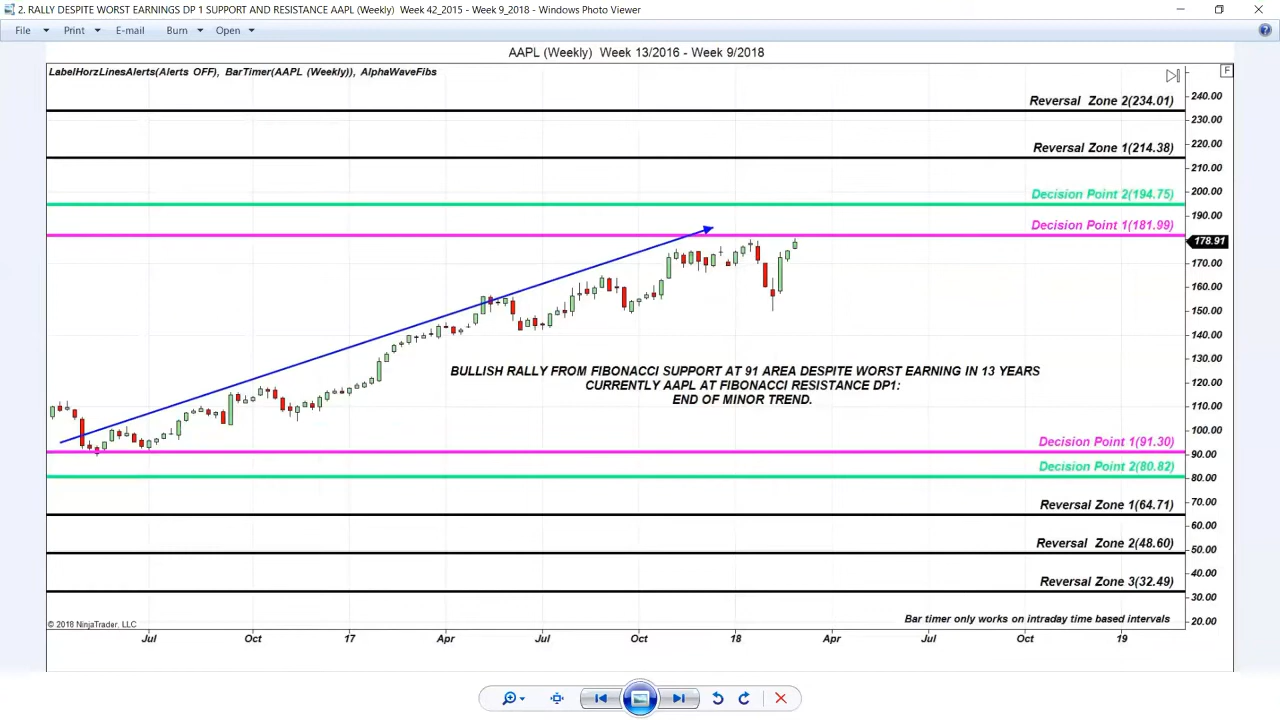 2. RALLY DESPITE WORST EARNINGS DP 1 SUPPORT AND RESISTANCE AAPL (Weekly)  Week 42_2015 - Week 9_2018 - Windows Photo Viewer
File Print E-mail Burn Open
AAPL (Weekly)  Week 13/2016 - Week 9/2018
LabelHorzLinesAlerts(Alerts OFF), BarTimer(AAPL (Weekly)), AlphaWaveFibs
F
240.00
Reversal  Zone 2(234.01)
230.00
220.00
Reversal Zone 1(214.38)
210.00
200.00
Decision Point 2(194.75)
190.00
Decision Point 1(181.99)
178.91
170.00
160.00
150.00
140.00
130.00
BULLISH RALLY FROM FIBONACCI SUPPORT AT 91 AREA DESPITE WORST EARNING IN 13 YEARS
CURRENTLY AAPL AT FIBONACCI RESISTANCE DP1:
END OF MINOR TREND.
120.00
110.00
100.00
Decision Point 1(91.30)
90.00
Decision Point 2(80.82)
80.00
70.00
Reversal Zone 1(64.71)
60.00
Reversal  Zone 2(48.60)
50.00
40.00
Reversal Zone 3(32.49)
30.00
Bar timer only works on intraday time based intervals
20.00
© 2018 NinjaTrader, LLC
Jul Oct 17 Apr Jul Oct 18 Apr Jul Oct 19